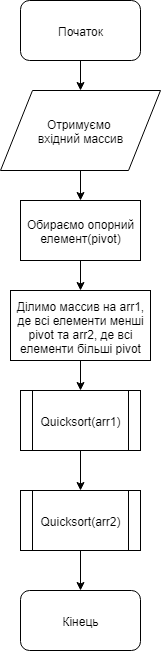 Початок
Отримуємо
вхідний массив
Обираємо опорний
елемент(pivot)
Ділимо массив на arr1,
де всі елементи менші
pivot та arr2, де всі
елементи більші pivot
Quicksort(arr1)
Quicksort(arr2)
Кінець